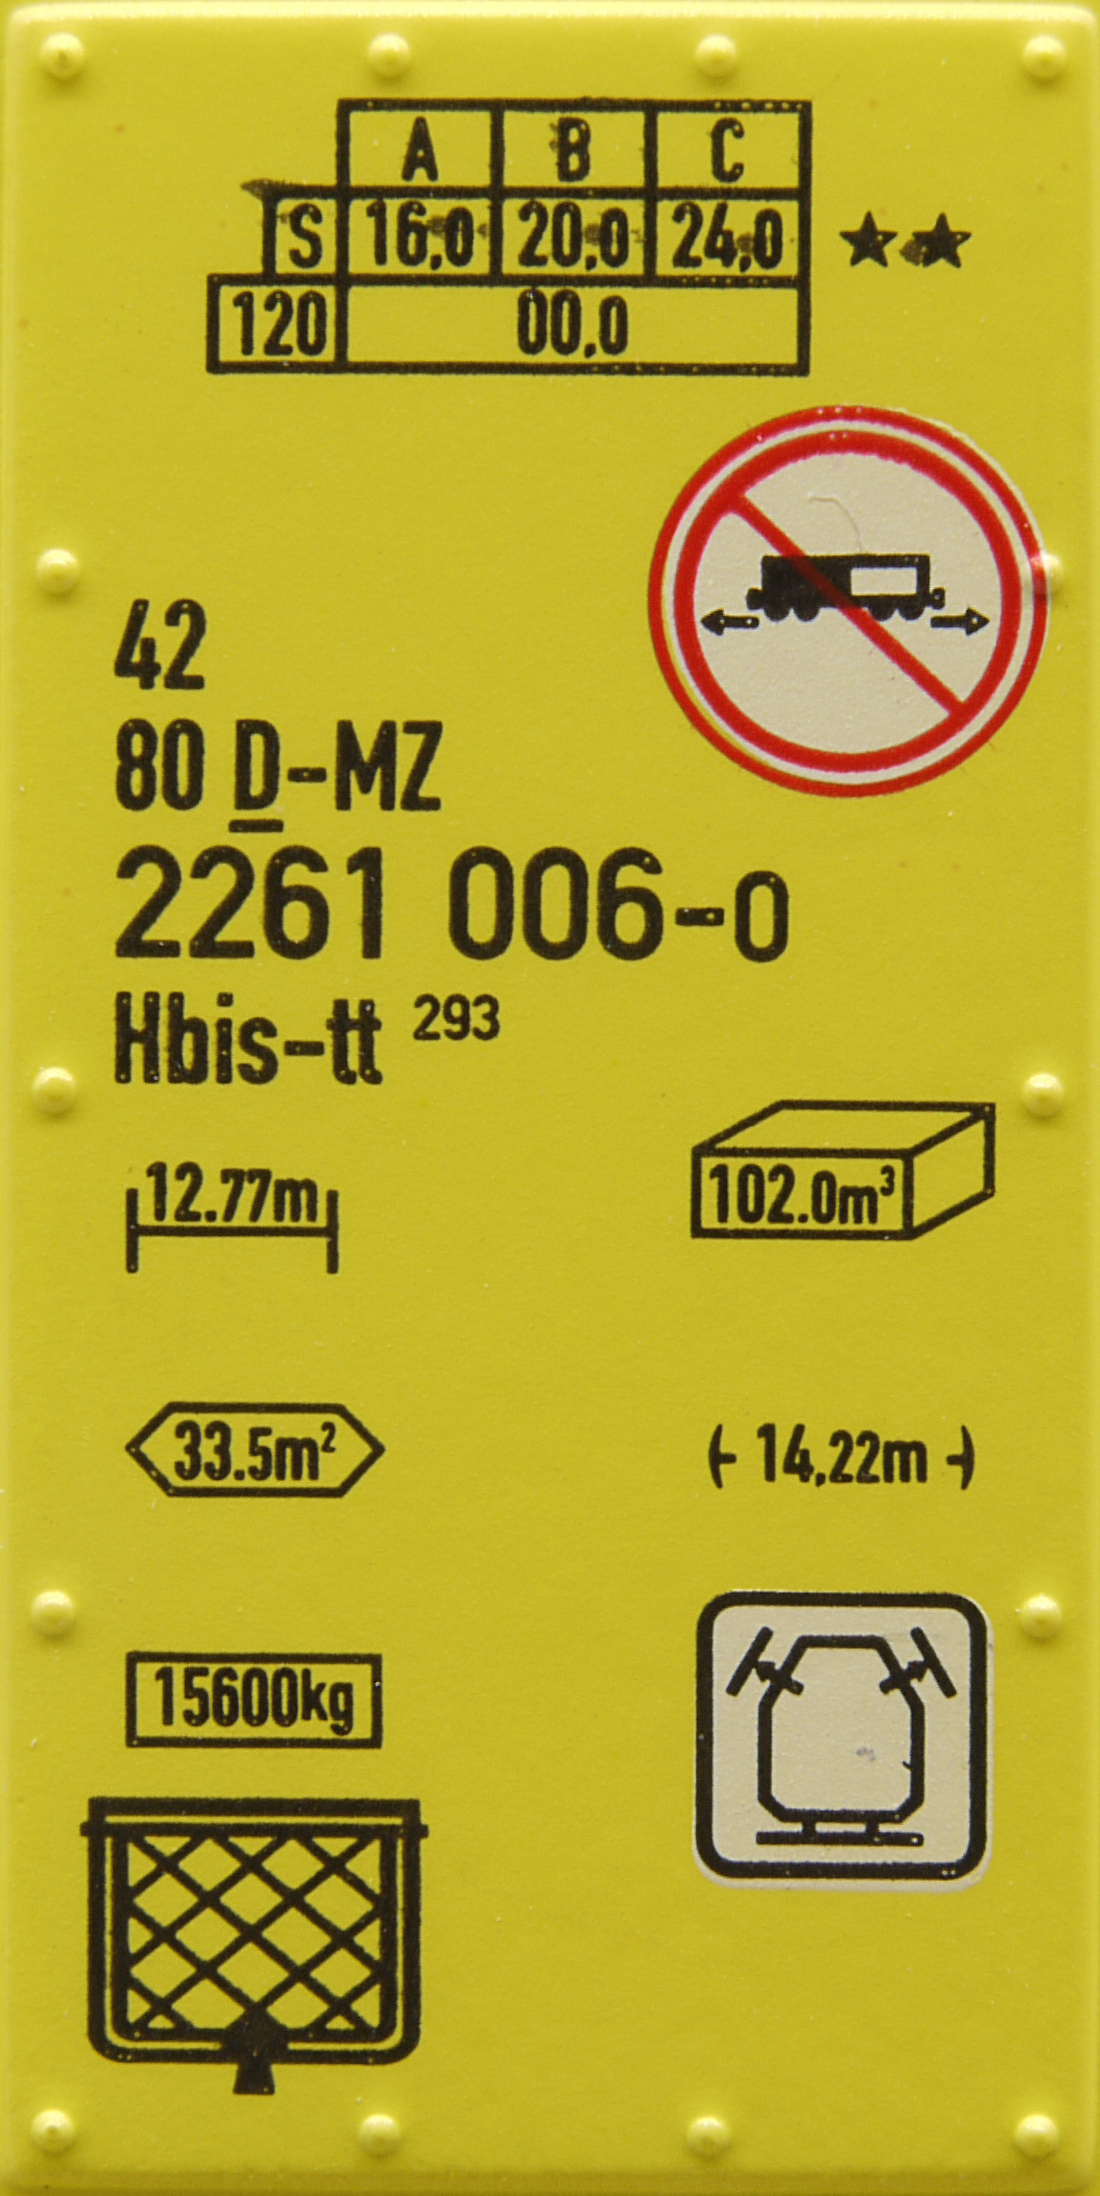 A B C
S 16,0 20,0 24,0 ★★
120 00,0
42
80 D-MZ
2261 006-0
Hbis-tt 293
12.77m
102.0m³
33.5m²
14,22m
15600kg